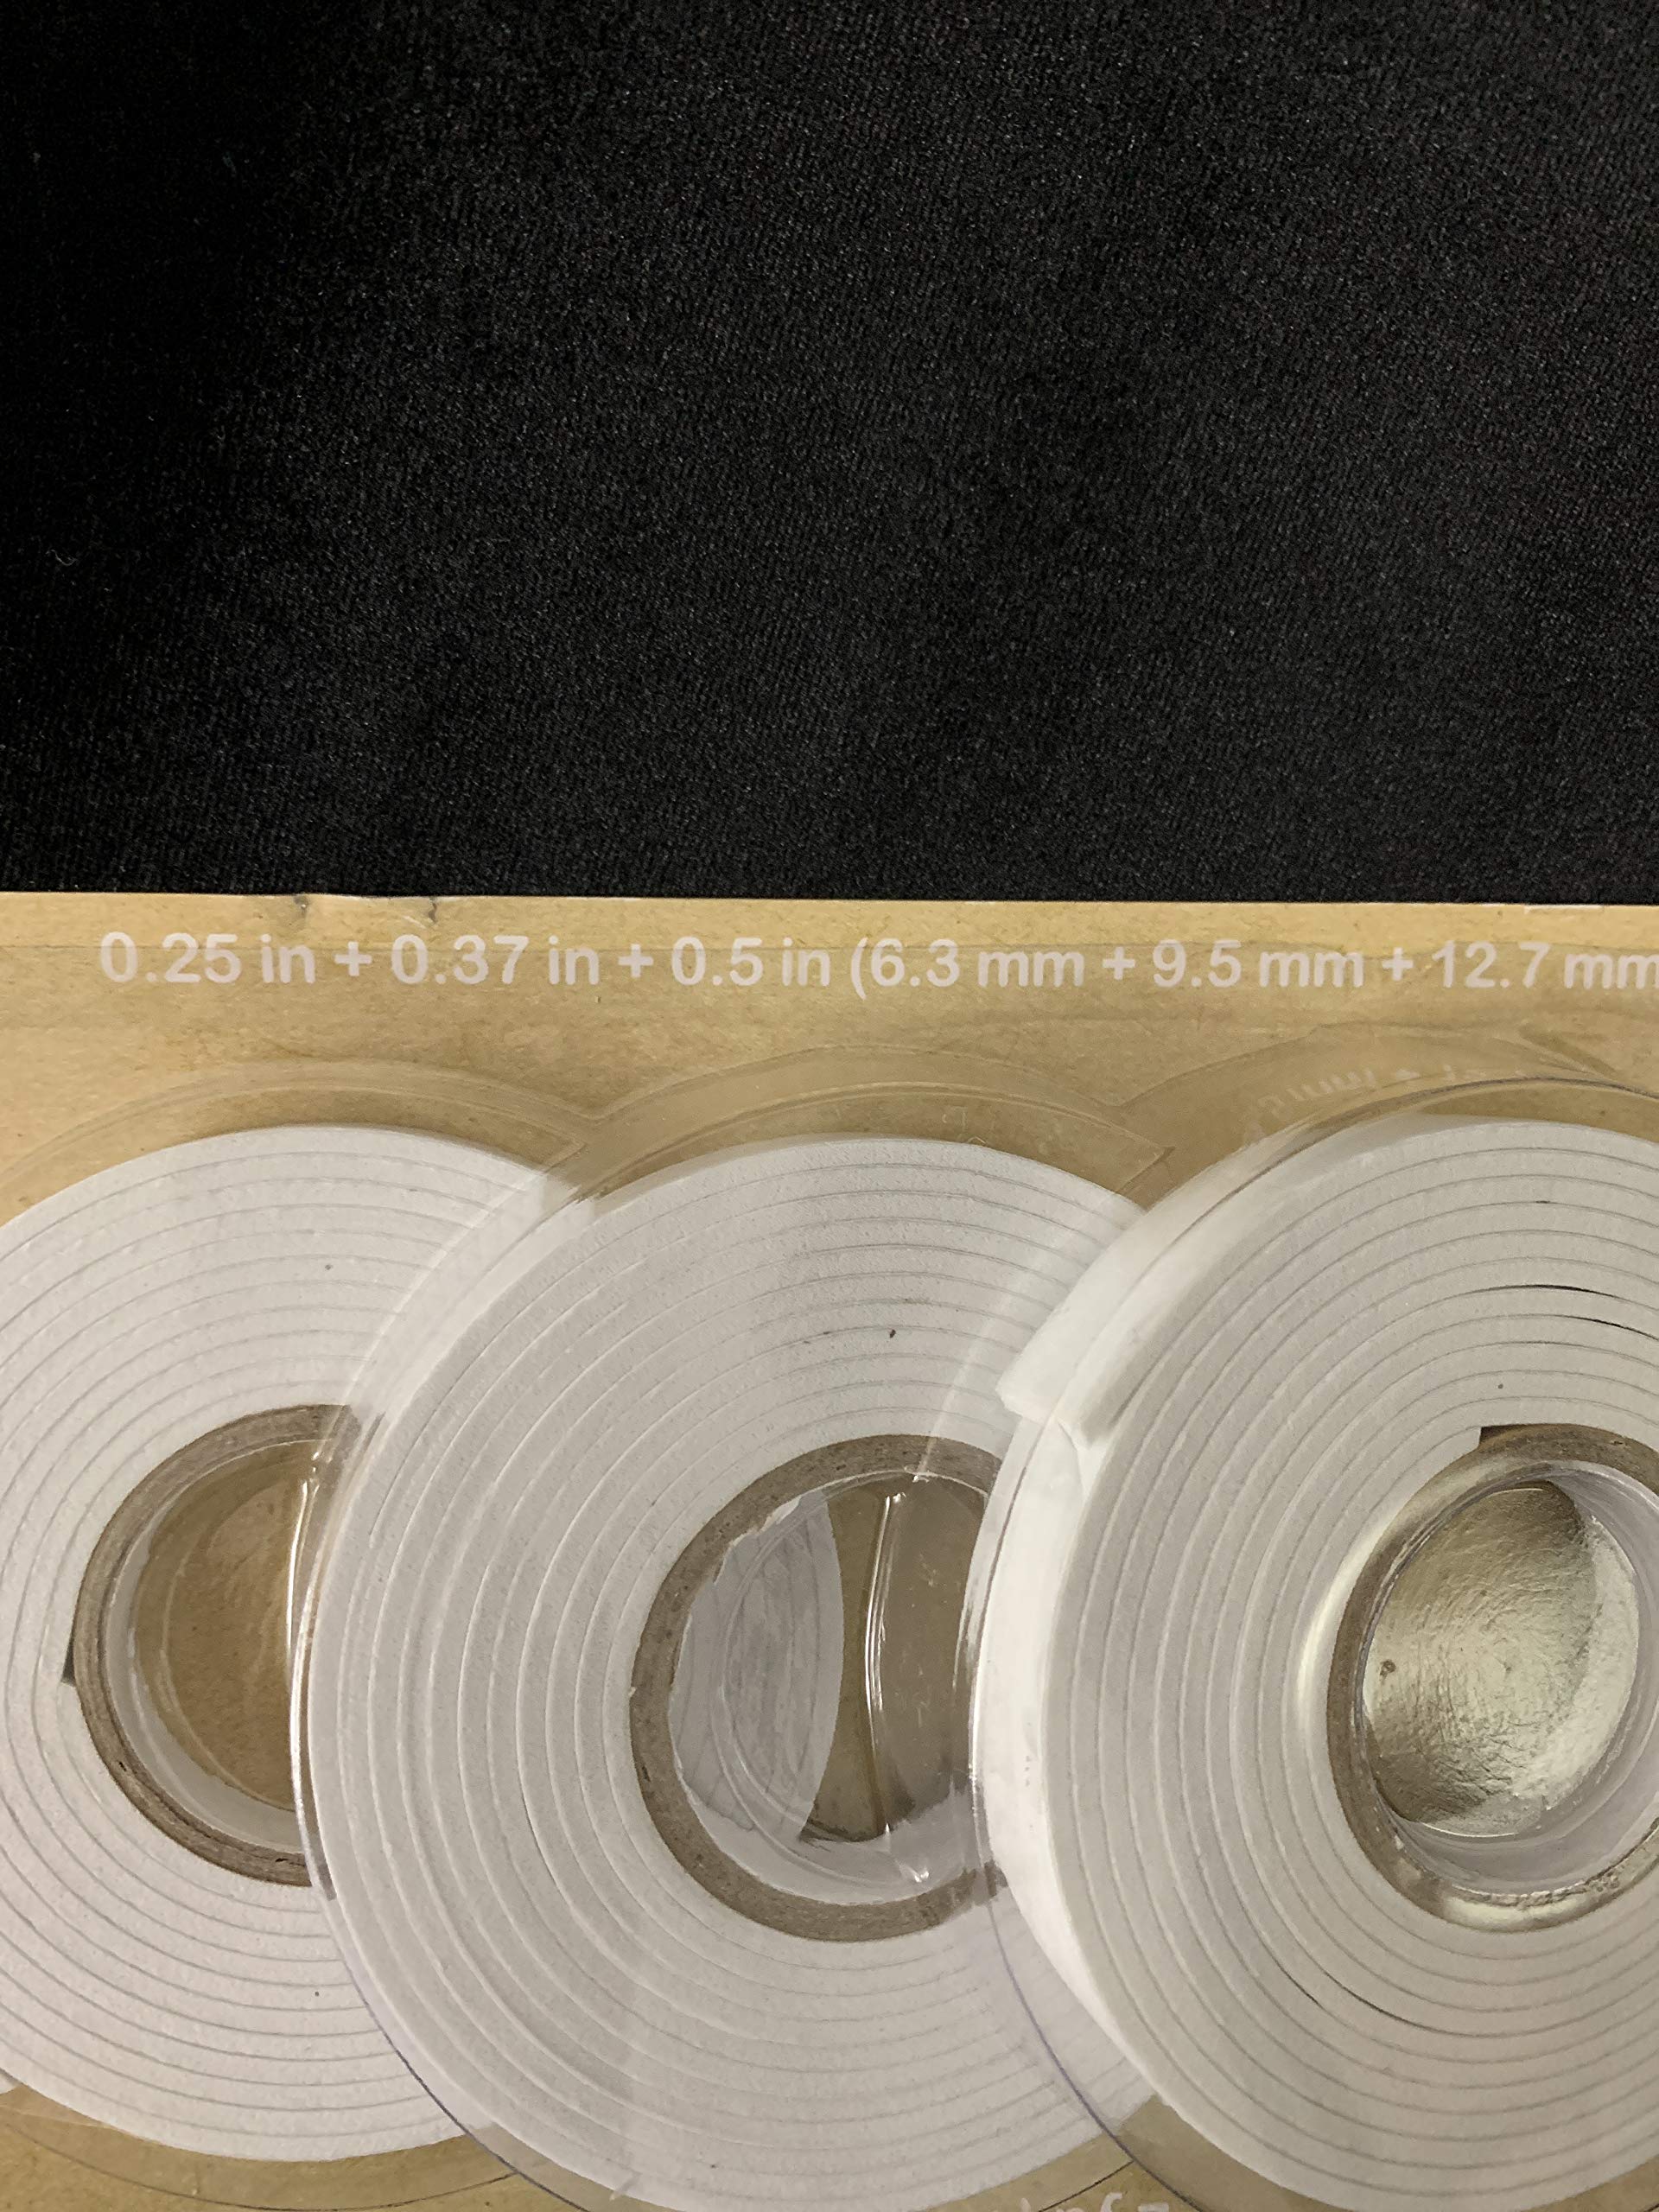 0.25 in + 0.37 in + 0.5 in (6.3 mm + 9.5 mm + 12.7 mm